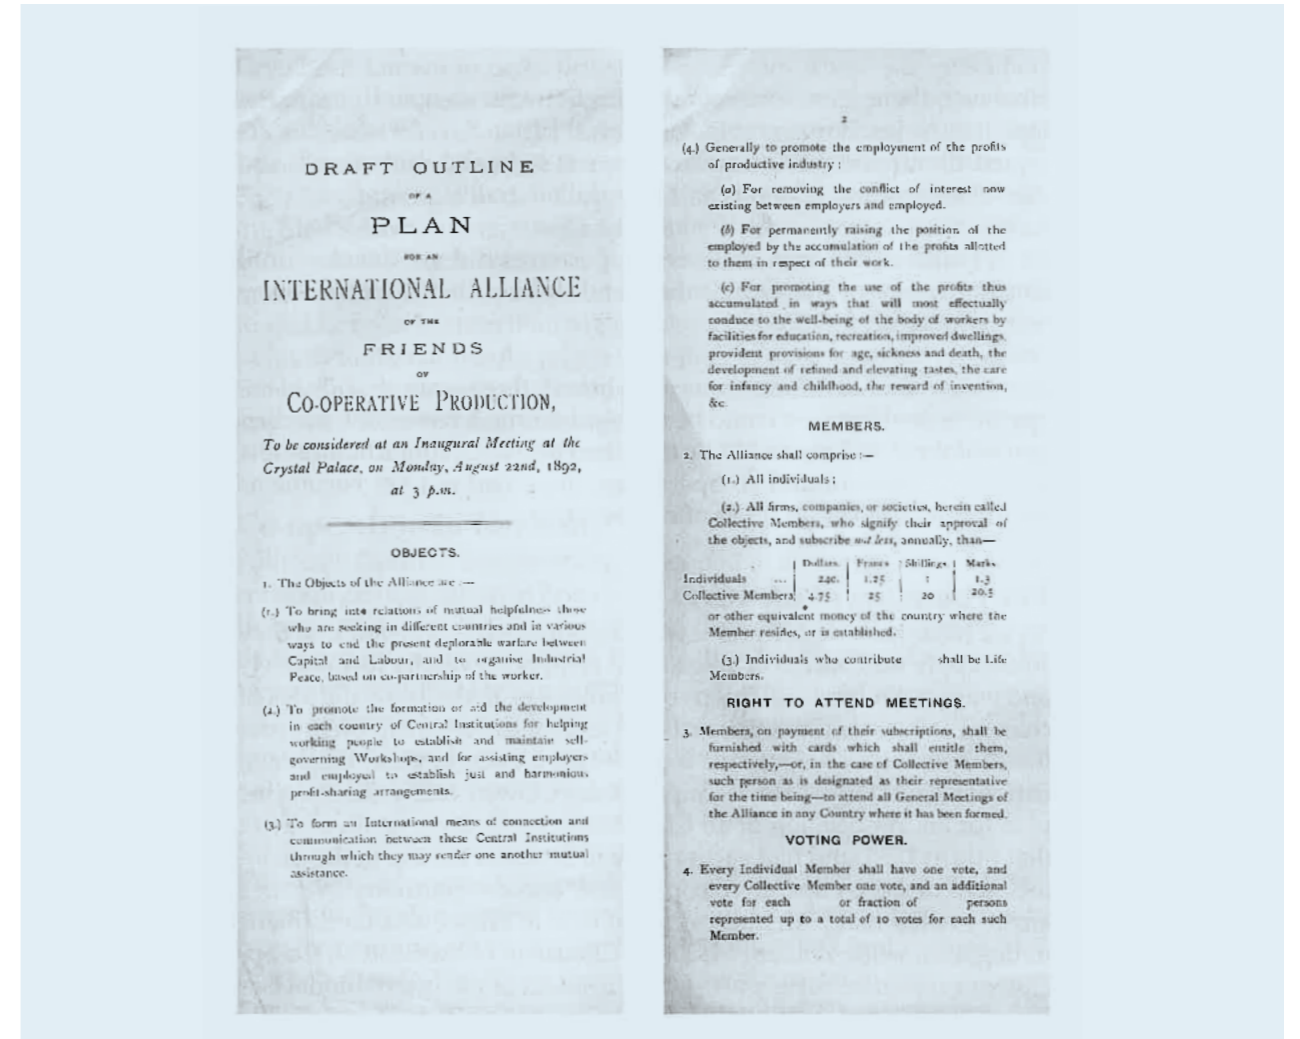 DRAFT OUTLINE
OF A
PLAN
FOR AN
INTERNATIONAL ALLIANCE
OF THE
FRIENDS
OF
CO-OPERATIVE PRODUCTION,
To be considered at an Inaugural Meeting at the
Crystal Palace, on Monday, August 22nd, 1892,
at 3 p.m.
OBJECTS.
1. The Objects of the Alliance are :—
(1.) To bring into relations of mutual helpfulness those
who are seeking in different countries and in various
ways to end the present deplorable warfare between
Capital and Labour, and to organise Industrial
Peace, based on co-partnership of the worker.
(2.) To promote the formation or aid the development
in each country of Central Institutions for helping
working people to establish and maintain self-
governing Workshops, and for assisting employers
and employed to establish just and harmonious
profit-sharing arrangements.
(3.) To form an International means of connection and
communication between these Central Institutions
through which they may render one another mutual
assistance.
2
(4.) Generally to promote the employment of the profits
of productive industry :
(a) For removing the conflict of interest now
existing between employers and employed.
(b) For permanently raising the position of the
employed by the accumulation of the profits allotted
to them in respect of their work.
(c) For promoting the use of the profits thus
accumulated in ways that will most effectually
conduce to the well-being of the body of workers by
facilities for education, recreation, improved dwellings,
provident provisions for age, sickness and death, the
development of refined and elevating tastes, the care
for infancy and childhood, the reward of invention,
&c.
MEMBERS.
2. The Alliance shall comprise :—
(1.) All individuals ;
(2.) All firms, companies, or societies, herein called
Collective Members, who signify their approval of
the objects, and subscribe not less, annually, than—
Dollars. Francs Shillings Marks
Individuals ... 24c. 1.25 1 1.3
Collective Members 4.75 25 20 20.5
or other equivalent money of the country where the
Member resides, or is established.
(3.) Individuals who contribute shall be Life
Members.
RIGHT TO ATTEND MEETINGS.
3. Members, on payment of their subscriptions, shall be
furnished with cards which shall entitle them,
respectively,—or, in the case of Collective Members,
such person as is designated as their representative
for the time being—to attend all General Meetings of
the Alliance in any Country where it has been formed.
VOTING POWER.
4. Every Individual Member shall have one vote, and
every Collective Member one vote, and an additional
vote for each or fraction of persons
represented up to a total of 10 votes for each such
Member.